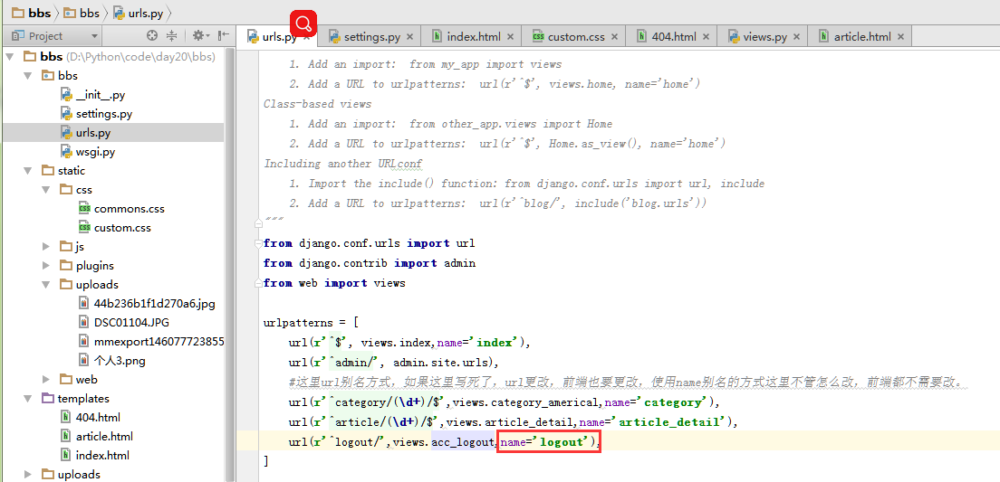 bbs bbs urls.py
Project
urls.py settings.py index.html custom.css 404.html views.py article.html
bbs (D:\Python\code\day20\bbs)
bbs
__init__.py
settings.py
urls.py
wsgi.py
static
css
commons.css
custom.css
js
plugins
uploads
44b236b1f1d270a6.jpg
DSC01104.JPG
mmexport146077723855
个人3.png
web
templates
404.html
article.html
index.html
uploads
1. Add an import:  from my_app import views
2. Add a URL to urlpatterns:  url(r'^$', views.home, name='home')
Class-based views
1. Add an import:  from other_app.views import Home
2. Add a URL to urlpatterns:  url(r'^$', Home.as_view(), name='home')
Including another URLconf
1. Import the include() function: from django.conf.urls import url, include
2. Add a URL to urlpatterns:  url(r'^blog/', include('blog.urls'))
"""
from django.conf.urls import url
from django.contrib import admin
from web import views
urlpatterns = [
url(r'^$', views.index,name='index'),
url(r'^admin/', admin.site.urls),
#这里url别名方式，如果这里写死了，url更改，前端也要更改，使用name别名的方式这里不管怎么改，前端都不需要改。
url(r'^category/(\d+)/$',views.category_americal,name='category'),
url(r'^article/(\d+)/$',views.article_detail,name='article_detail'),
url(r'^logout/',views.acc_logout,name='logout'),
]